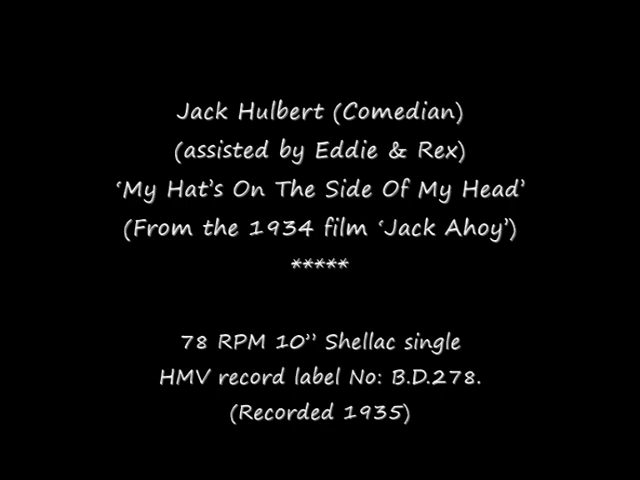 Jack Hulbert (Comedian)
(assisted by Eddie & Rex)
‘My Hat’s On The Side Of My Head’
(From the 1934 film ‘Jack Ahoy’)
*****
78 RPM 10” Shellac single
HMV record label No: B.D.278.
(Recorded 1935)